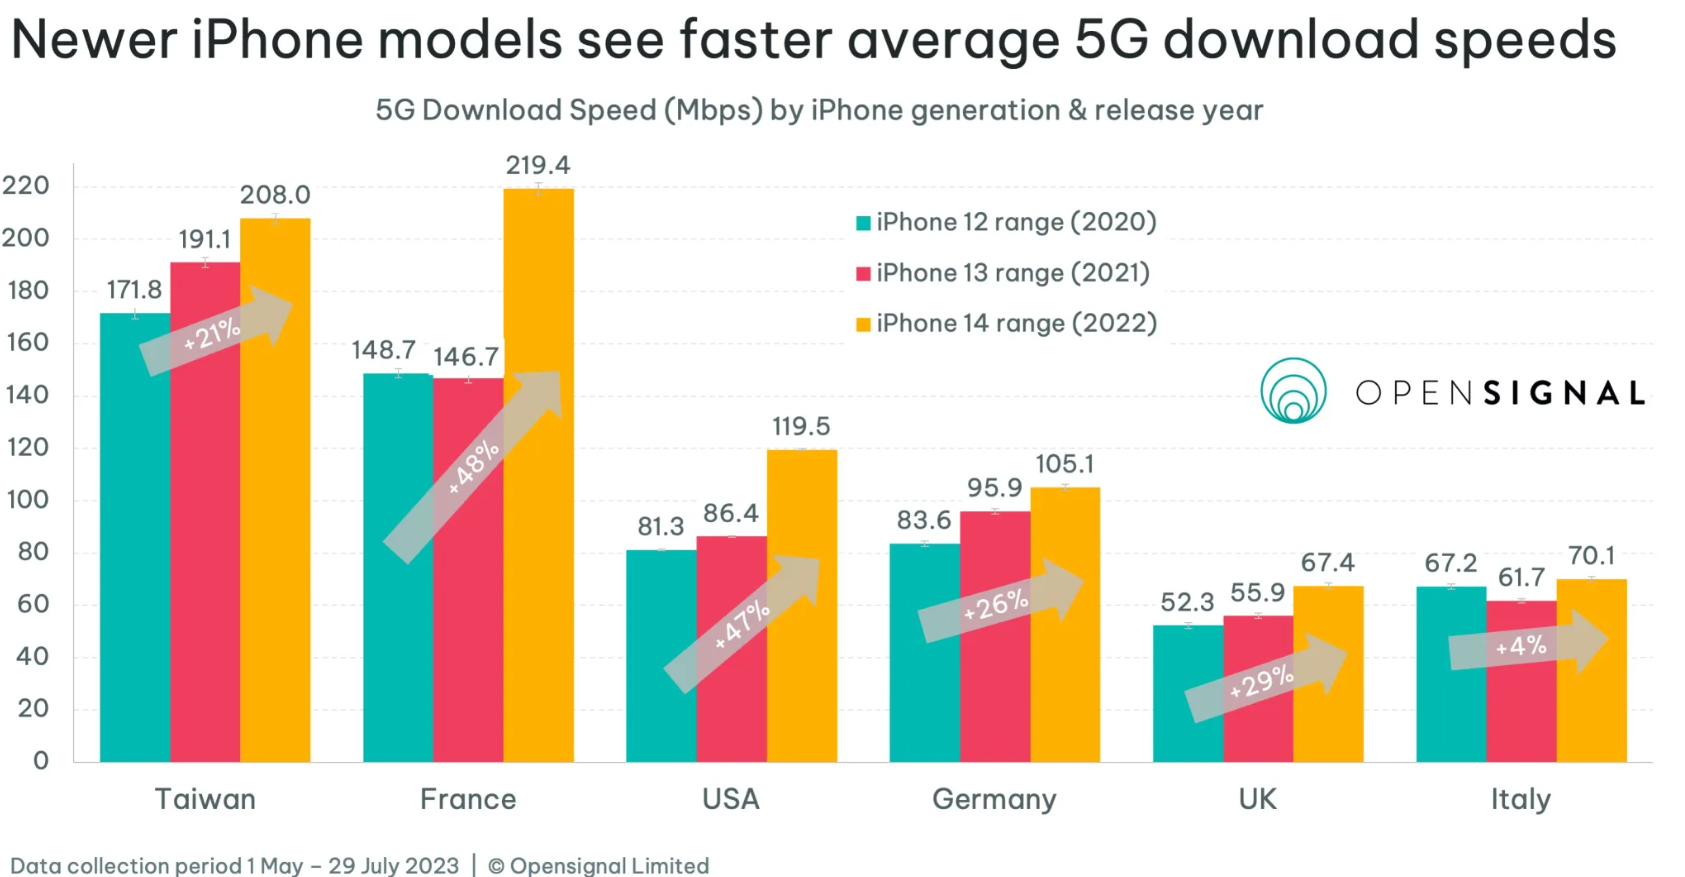 Newer iPhone models see faster average 5G download speeds
5G Download Speed (Mbps) by iPhone generation & release year
220
200
180
160
140
120
100
80
60
40
20
0
171.8
191.1
208.0
+21%
148.7
146.7
219.4
+48%
81.3
86.4
119.5
+47%
83.6
95.9
105.1
+26%
52.3
55.9
67.4
+29%
67.2
61.7
70.1
+4%
iPhone 12 range (2020)
iPhone 13 range (2021)
iPhone 14 range (2022)
OPENSIGNAL
Taiwan
France
USA
Germany
UK
Italy
Data collection period 1 May – 29 July 2023 | © Opensignal Limited